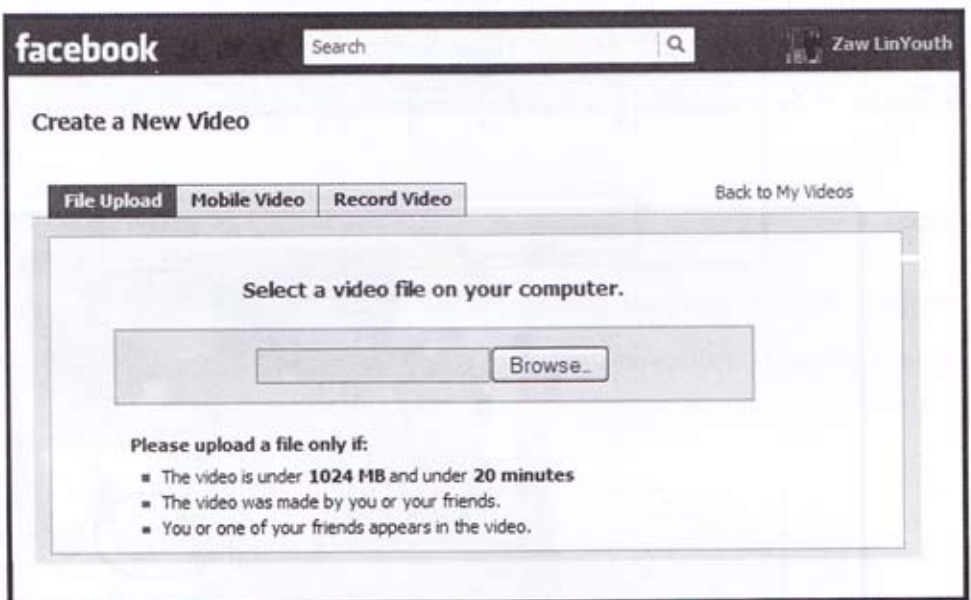 facebook Search Zaw LinYouth
Create a New Video
File Upload Mobile Video Record Video Back to My Videos
Select a video file on your computer.
Browse..
Please upload a file only if:
▪ The video is under 1024 MB and under 20 minutes
▪ The video was made by you or your friends.
▪ You or one of your friends appears in the video.